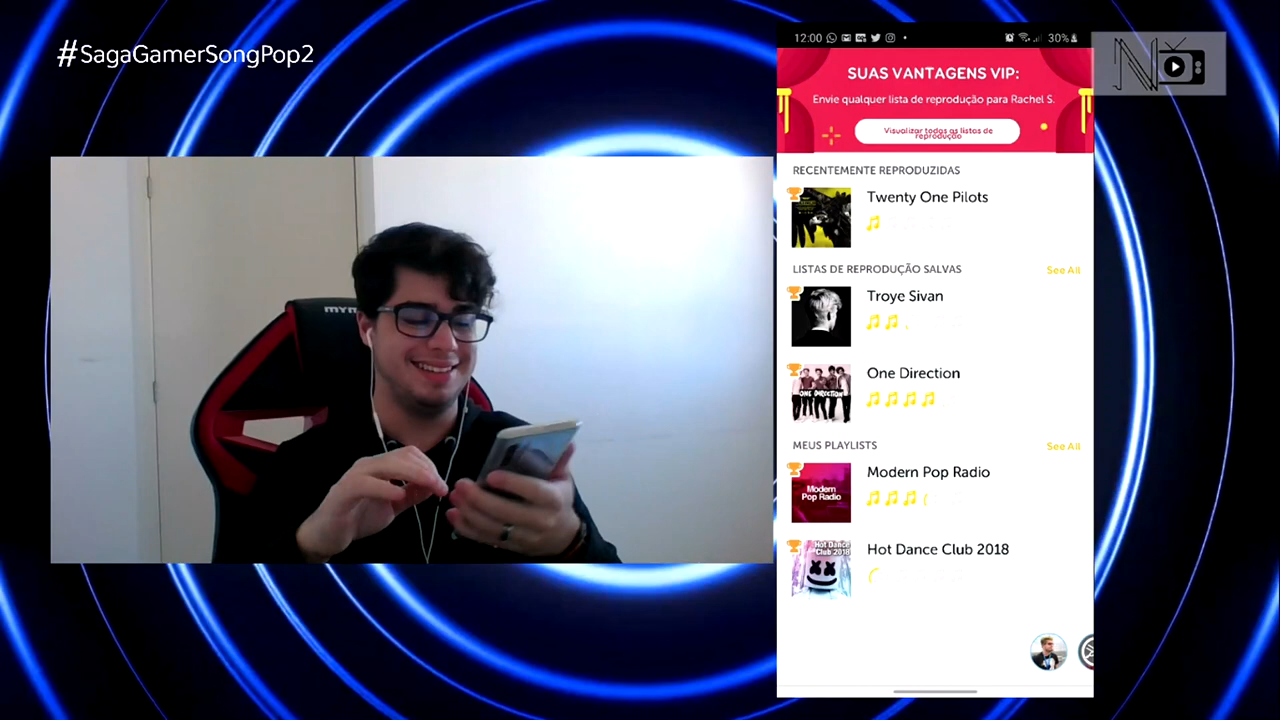 #SagaGamerSongPop2
12:00
30%
SUAS VANTAGENS VIP:
Envie qualquer lista de reprodução para Rachel S.
Visualizar todas as listas de
reprodução
RECENTEMENTE REPRODUZIDAS
Twenty One Pilots
LISTAS DE REPRODUÇÃO SALVAS
See All
Troye Sivan
ONE DIRECTION
One Direction
MEUS PLAYLISTS
See All
Modern
Pop Radio
Modern Pop Radio
Hot Dance
Club 2018
Hot Dance Club 2018